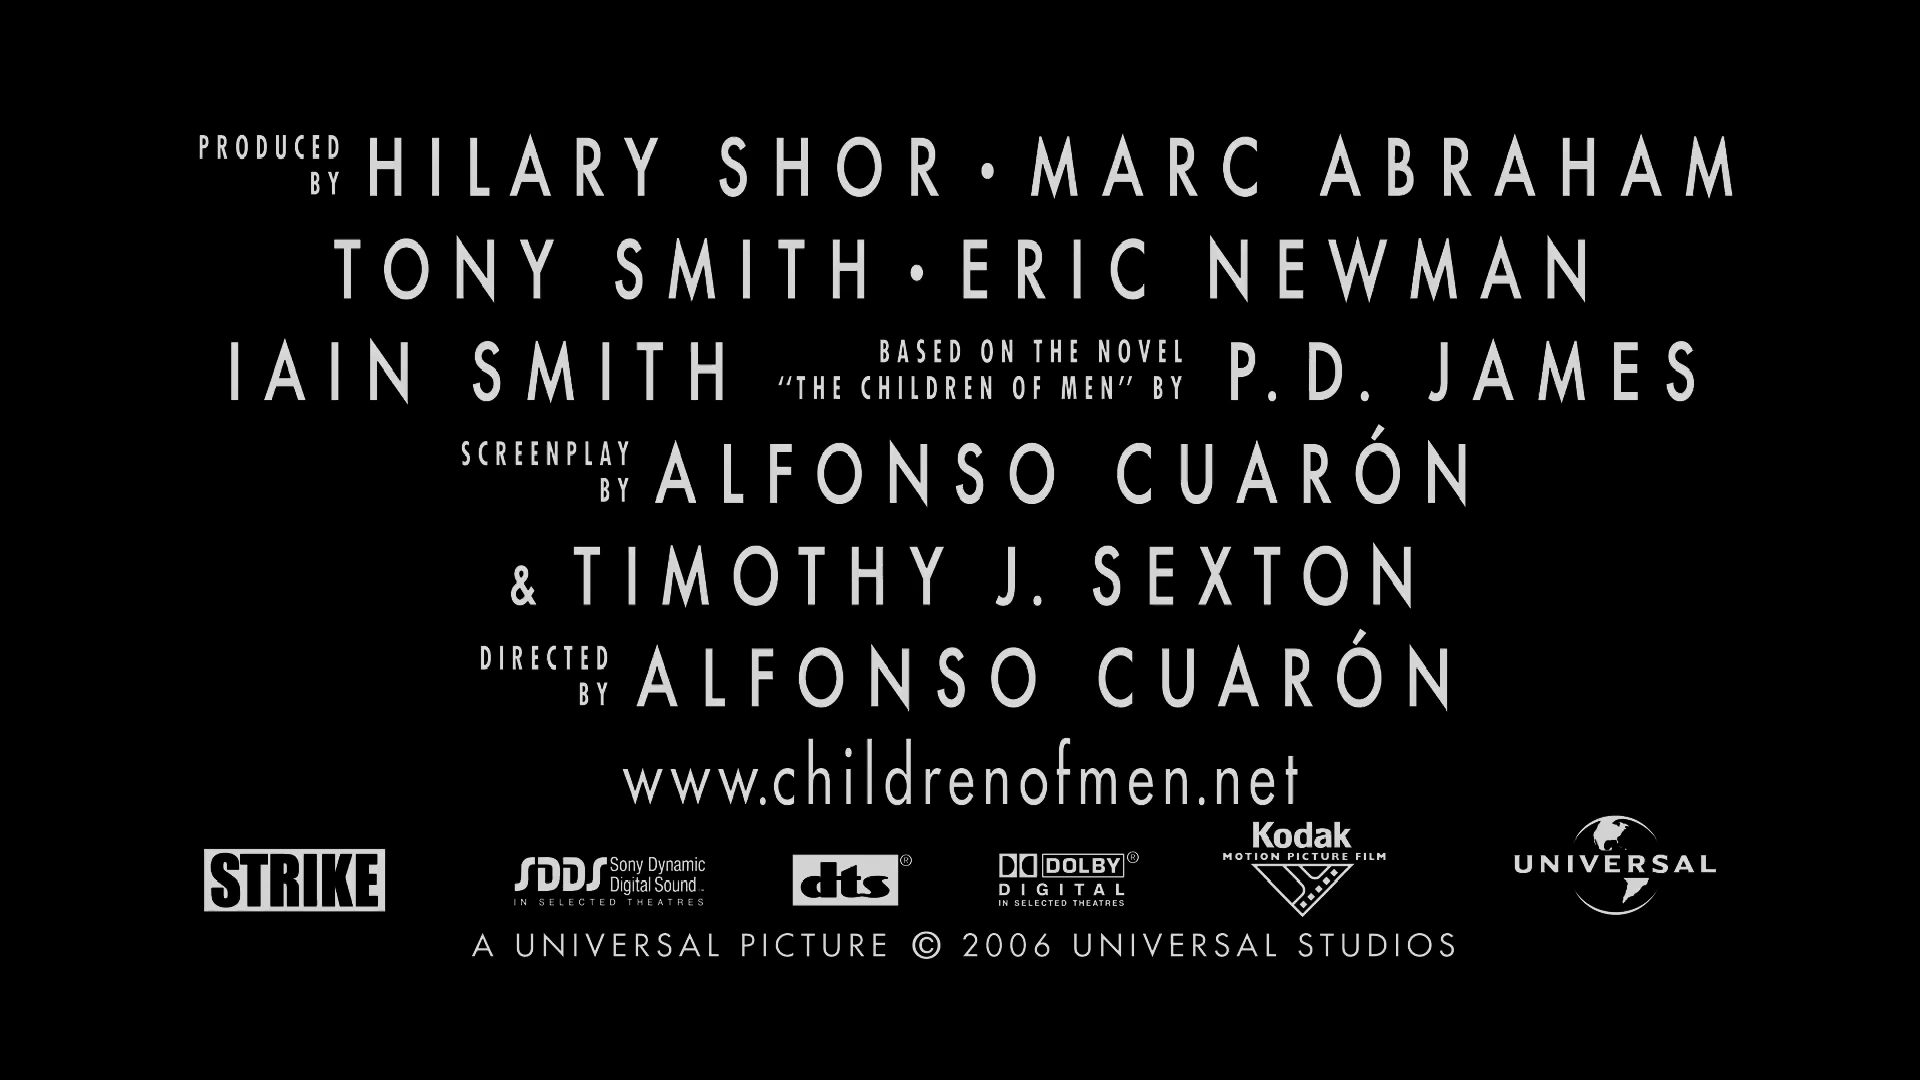 PRODUCED BY HILARY SHOR • MARC ABRAHAM
TONY SMITH • ERIC NEWMAN
IAIN SMITH BASED ON THE NOVEL “THE CHILDREN OF MEN” BY P.D. JAMES
SCREENPLAY BY ALFONSO CUARÓN
& TIMOTHY J. SEXTON
DIRECTED BY ALFONSO CUARÓN
www.childrenofmen.net
STRIKE
SDDS Sony Dynamic Digital Sound™
IN SELECTED THEATRES
dts®
DOLBY®
DIGITAL
IN SELECTED THEATRES
Kodak
MOTION PICTURE FILM
UNIVERSAL
A UNIVERSAL PICTURE © 2006 UNIVERSAL STUDIOS